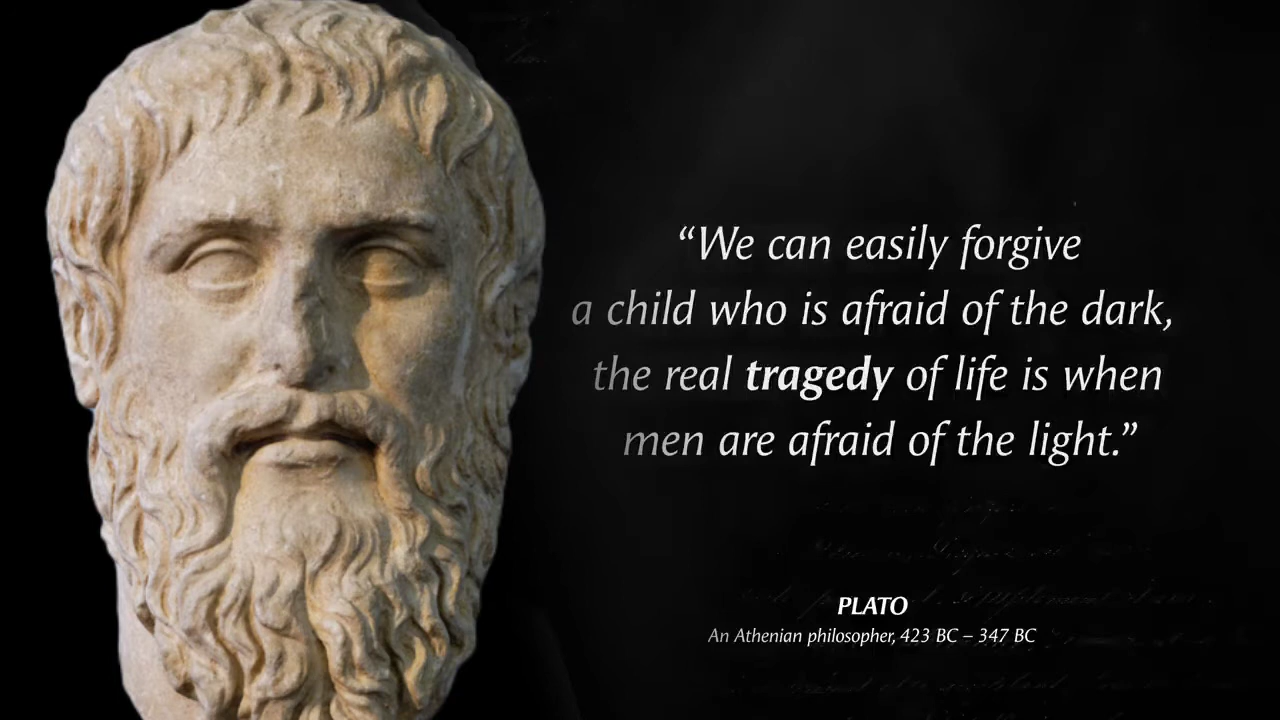 “We can easily forgive
a child who is afraid of the dark,
the real tragedy of life is when
men are afraid of the light.”
PLATO
An Athenian philosopher, 423 BC – 347 BC